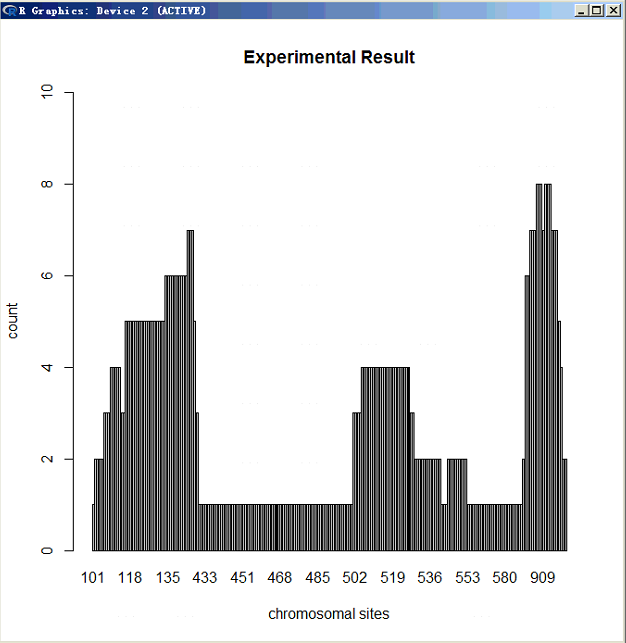 R Graphics: Device 2 (ACTIVE)
Experimental Result
10
8
6
4
2
0
count
101 118 135 433 451 468 485 502 519 536 553 580 909
chromosomal sites